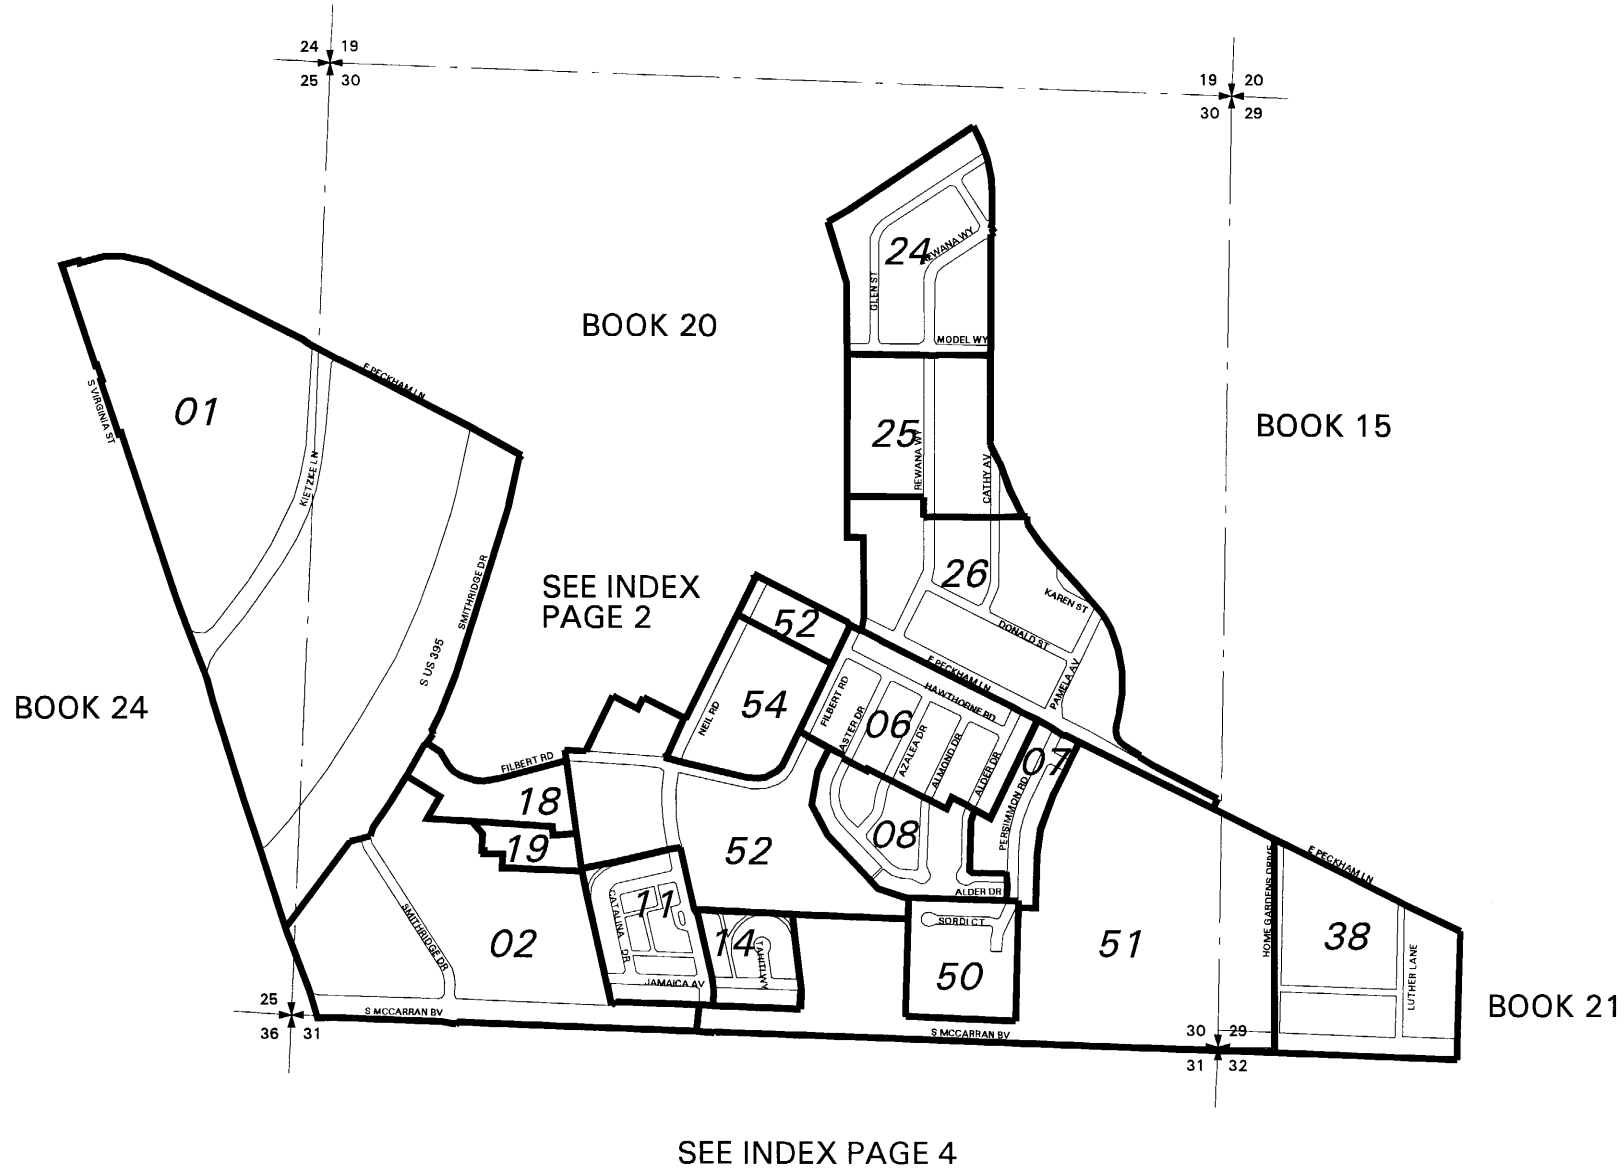 24 19
25 30
19 20
30 29
24
REWANA WY
GLEN ST
MODEL WY
BOOK 20
E PECKHAM LN
S VIRGINIA ST
01
KIETZKE LN
25
REWANA WY
CATHY AV
BOOK 15
SMITHRIDGE DR
S US 395
SEE INDEX
PAGE 2
26
KAREN ST
DONALD ST
52
E PECKHAM LN
PAMELA AV
HAWTHORNE RD
BOOK 24
54
NEIL RD
FILBERT RD
ASTER DR
06
AZALEA DR
ALMOND DR
ALDER DR
07
PERSIMMON RD
FILBERT RD
18
19
52
08
ALDER DR
E PECKHAM LN
HOME GARDENS DRIVE
SMITHRIDGE DR
02
11
CATALINA DR
JAMAICA AV
14
TAHITI WY
SORDI CT
50
51
38
LUTHER LANE
BOOK 21
S MCCARRAN BV
S MCCARRAN BV
25
36 31
30 29
31 32
SEE INDEX PAGE 4